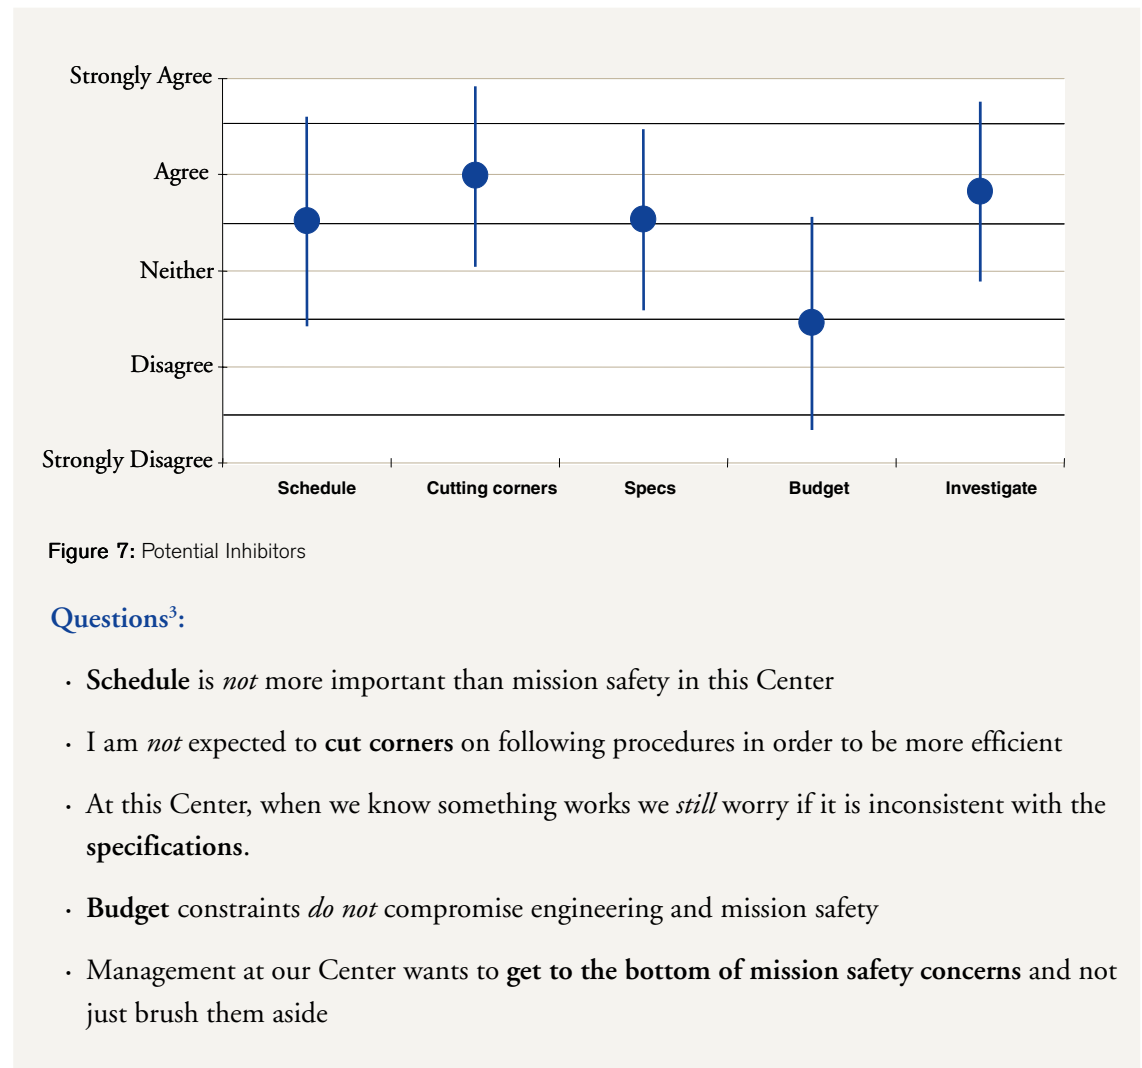 Strongly Agree
Agree
Neither
Disagree
Strongly Disagree
Schedule Cutting corners Specs Budget Investigate
Figure 7: Potential Inhibitors
Questions³:
· Schedule is not more important than mission safety in this Center
· I am not expected to cut corners on following procedures in order to be more efficient
· At this Center, when we know something works we still worry if it is inconsistent with the
specifications.
· Budget constraints do not compromise engineering and mission safety
· Management at our Center wants to get to the bottom of mission safety concerns and not
just brush them aside